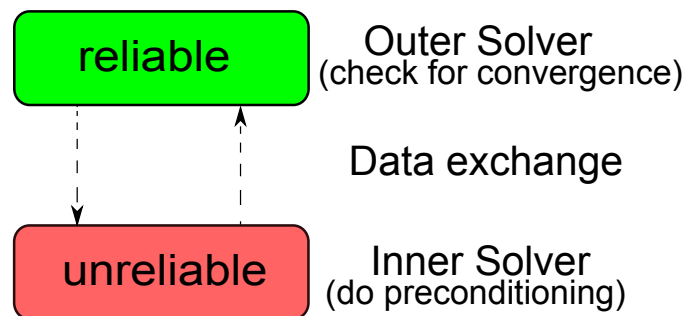 reliable
Outer Solver
(check for convergence)
Data exchange
unreliable
Inner Solver
(do preconditioning)